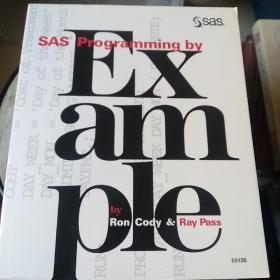 sas.
SAS Programming by
Ex
am
ple
by
Ron Cody & Ray Pass
55126